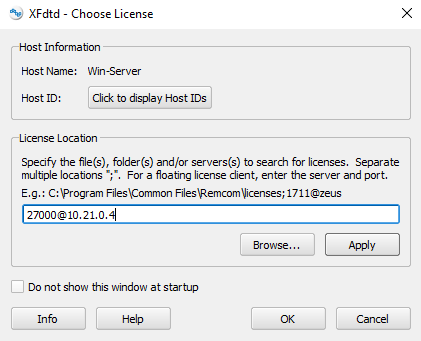 XFdtd - Choose License
Host Information
Host Name: Win-Server
Host ID: Click to display Host IDs
License Location
Specify the file(s), folder(s) and/or servers(s) to search for licenses. Separate
multiple locations ";". For a floating license client, enter the server and port.
E.g.: C:\Program Files\Common Files\Remcom\licenses;1711@zeus
27000@10.21.0.4
Browse... Apply
Do not show this window at startup
Info Help OK Cancel